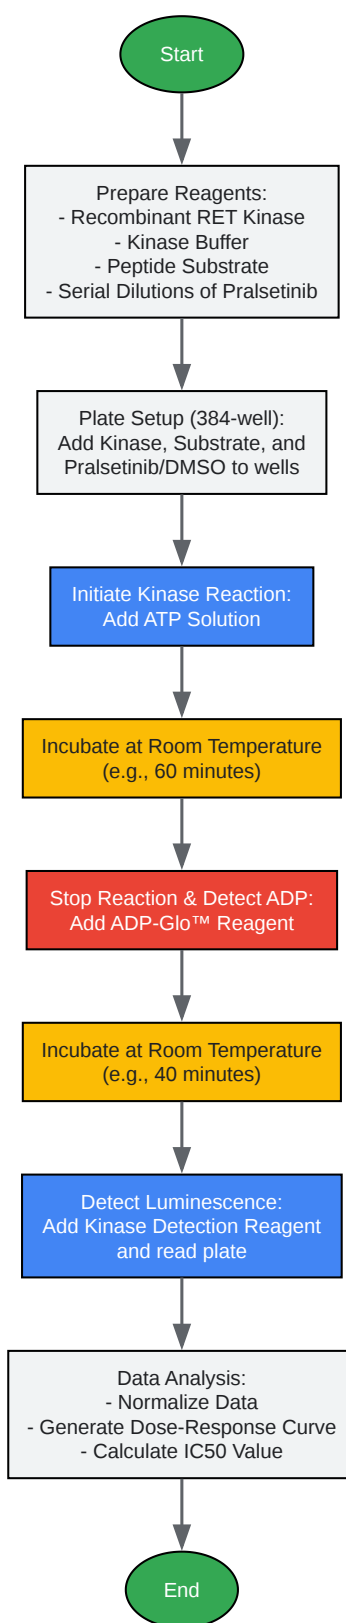 Start
Prepare Reagents:
- Recombinant RET Kinase
- Kinase Buffer
- Peptide Substrate
- Serial Dilutions of Pralsetinib
Plate Setup (384-well):
Add Kinase, Substrate, and
Pralsetinib/DMSO to wells
Initiate Kinase Reaction:
Add ATP Solution
Incubate at Room Temperature
(e.g., 60 minutes)
Stop Reaction & Detect ADP:
Add ADP-Glo™ Reagent
Incubate at Room Temperature
(e.g., 40 minutes)
Detect Luminescence:
Add Kinase Detection Reagent
and read plate
Data Analysis:
- Normalize Data
- Generate Dose-Response Curve
- Calculate IC50 Value
End